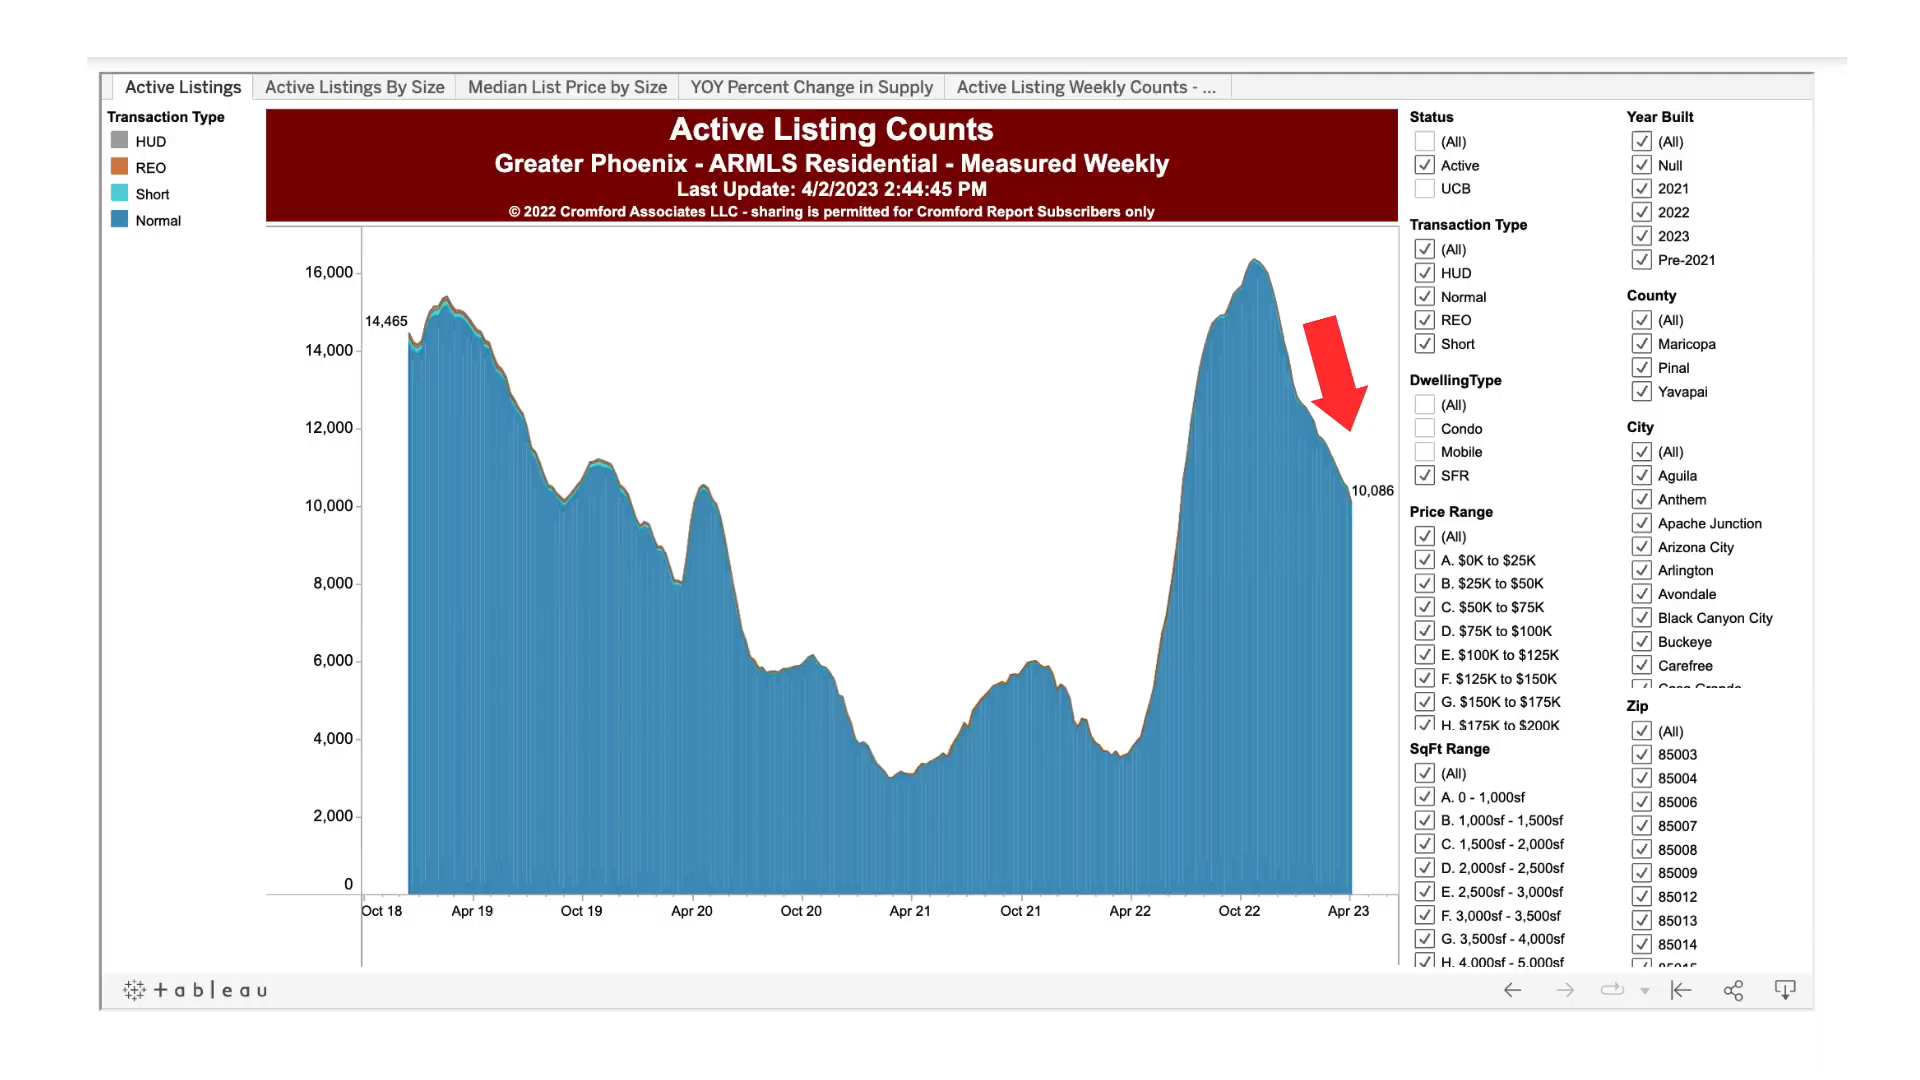 Active Listings
Active Listings By Size
Median List Price by Size
YOY Percent Change in Supply
Active Listing Weekly Counts - ...
Transaction Type
HUD
REO
Short
Normal
Active Listing Counts
Greater Phoenix - ARMLS Residential - Measured Weekly
Last Update: 4/2/2023 2:44:45 PM
© 2022 Cromford Associates LLC - sharing is permitted for Cromford Report Subscribers only
16,000
14,000
12,000
10,000
8,000
6,000
4,000
2,000
0
14,465
10,086
Oct 18
Apr 19
Oct 19
Apr 20
Oct 20
Apr 21
Oct 21
Apr 22
Oct 22
Apr 23
Status
(All)
Active
UCB
Transaction Type
(All)
HUD
Normal
REO
Short
DwellingType
(All)
Condo
Mobile
SFR
Price Range
(All)
A. $0K to $25K
B. $25K to $50K
C. $50K to $75K
D. $75K to $100K
E. $100K to $125K
F. $125K to $150K
G. $150K to $175K
H. $175K to $200K
SqFt Range
(All)
A. 0 - 1,000sf
B. 1,000sf - 1,500sf
C. 1,500sf - 2,000sf
D. 2,000sf - 2,500sf
E. 2,500sf - 3,000sf
F. 3,000sf - 3,500sf
G. 3,500sf - 4,000sf
H. 4,000sf - 5,000sf
Year Built
(All)
Null
2021
2022
2023
Pre-2021
County
(All)
Maricopa
Pinal
Yavapai
City
(All)
Aguila
Anthem
Apache Junction
Arizona City
Arlington
Avondale
Black Canyon City
Buckeye
Carefree
Zip
(All)
85003
85004
85006
85007
85008
85009
85012
85013
85014
+ableau